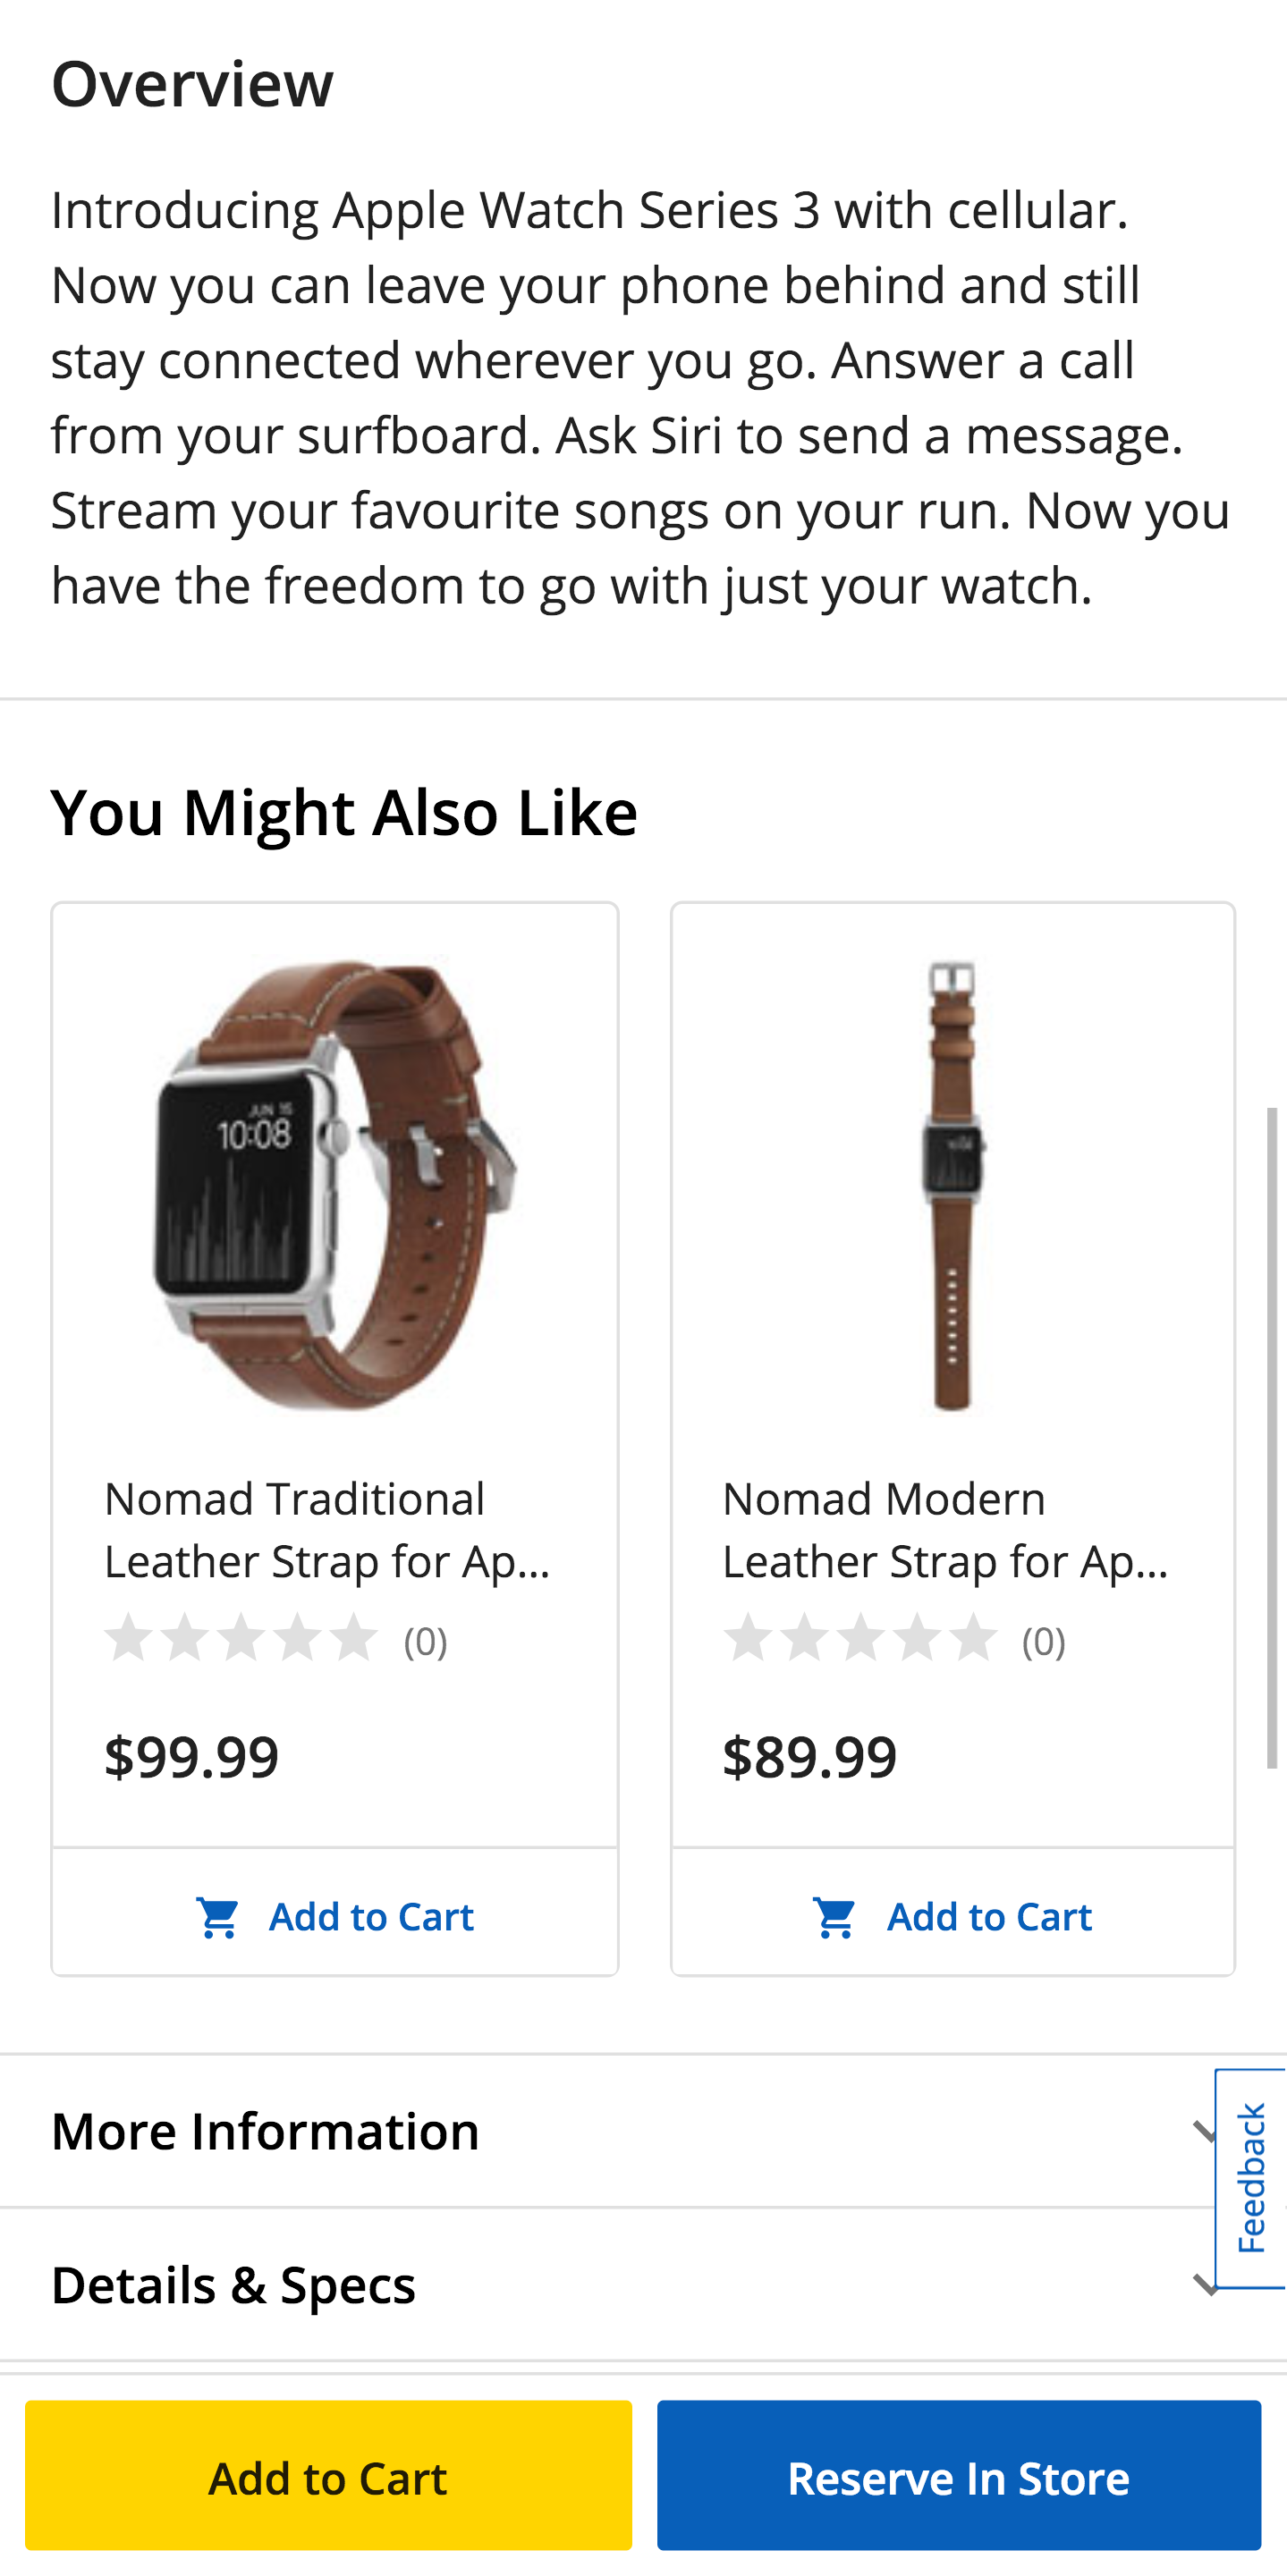 Overview
Introducing Apple Watch Series 3 with cellular.
Now you can leave your phone behind and still
stay connected wherever you go. Answer a call
from your surfboard. Ask Siri to send a message.
Stream your favourite songs on your run. Now you
have the freedom to go with just your watch.
You Might Also Like
JUN 15
10:08
Nomad Traditional
Leather Strap for Ap...
(0)
$99.99
Add to Cart
Nomad Modern
Leather Strap for Ap...
(0)
$89.99
Add to Cart
More Information
Feedback
Details & Specs
Add to Cart
Reserve In Store